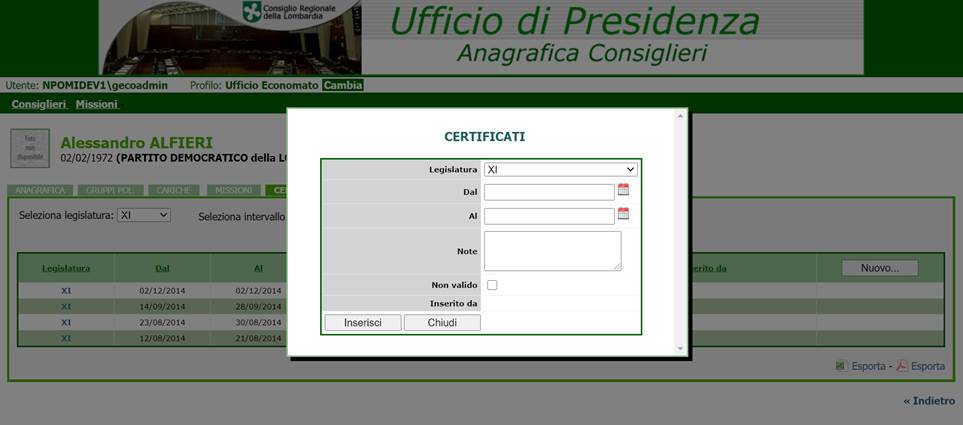 Consiglio Regionale
della Lombardia
Ufficio di Presidenza
Anagrafica Consiglieri
Utente: NPOMIDEV1\gecoadmin Profilo: Ufficio Economato Cambia
Consiglieri Missioni
Foto
non
disponibile
Alessandro ALFIERI
02/02/1972 (PARTITO DEMOCRATICO della LO
ANAGRAFICA GRUPPI POL. CARICHE MISSIONI CE
Seleziona legislatura: XI Seleziona intervallo
Legislatura Dal Al erito da Nuovo...
XI 02/12/2014 02/12/2014
XI 14/09/2014 28/09/2014
XI 23/08/2014 30/08/2014
XI 12/08/2014 21/08/2014
CERTIFICATI
Legislatura XI
Dal
Al
Note
Non valido
Inserito da
Inserisci Chiudi
Esporta - Esporta
« Indietro